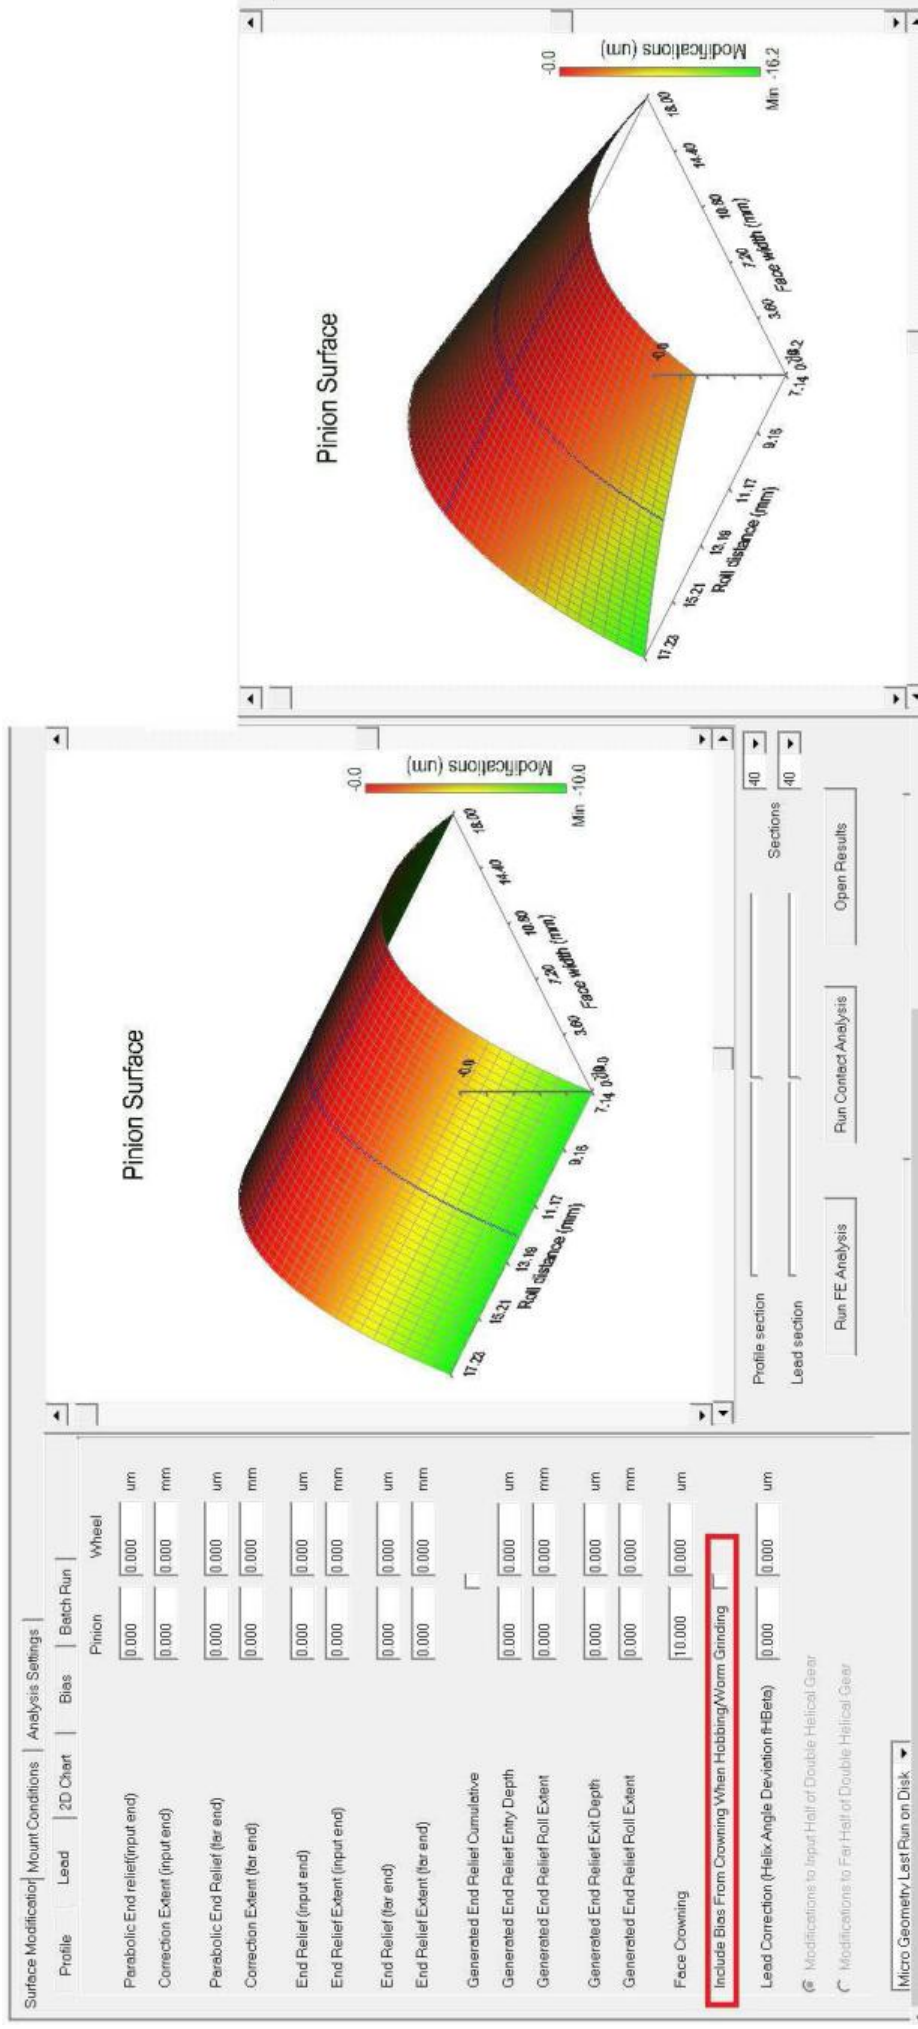 Surface Modification Mount Conditions Analysis Settings
Profile Lead 2D Chart Bias Batch Run
Pinion Wheel
Parabolic End relief(input end) 0.000 0.000 um
Correction Extent (input end) 0.000 0.000 mm
Parabolic End Relief (far end) 0.000 0.000 um
Correction Extent (far end) 0.000 0.000 mm
End Relief (input end) 0.000 0.000 um
End Relief Extent (input end) 0.000 0.000 mm
End Relief (far end) 0.000 0.000 um
End Relief Extent (far end) 0.000 0.000 mm
Generated End Relief Cumulative
Generated End Relief Entry Depth 0.000 0.000 um
Generated End Relief Roll Extent 0.000 0.000 mm
Generated End Relief Exit Depth 0.000 0.000 um
Generated End Relief Roll Extent 0.000 0.000 mm
Face Crowning 10.000 0.000 um
Include Bias From Crowning When Hobbing/Worm Grinding
Lead Correction (Helix Angle Deviation fHBeta) 0.000 0.000 um
Modifications to Input Half of Double Helical Gear
Modifications to Far Half of Double Helical Gear
Micro Geometry Last Run on Disk
Pinion Surface
-0.0
Modifications (um)
Min -10.0
-0.0
17.23
15.21
13.19
11.17
9.16
7.14
Roll distance (mm)
3.60
7.20
10.80
14.40
18.00
Face width (mm)
Profile section 40
Sections
Lead section 40
Run FE Analysis Run Contact Analysis Open Results
Pinion Surface
-0.0
Modifications (um)
Min -16.2
-0.0
17.23
15.21
13.19
11.17
9.16
7.14
Roll distance (mm)
3.60
7.20
10.80
14.40
18.00
Face width (mm)